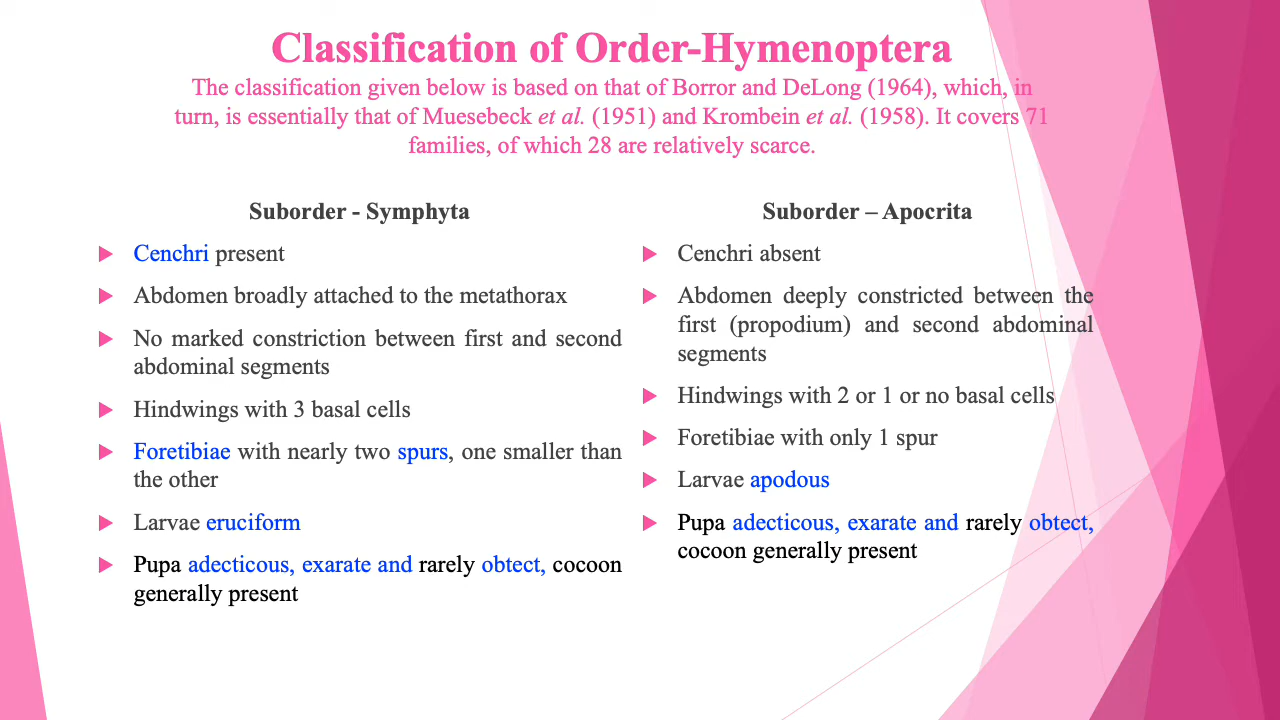 Classification of Order-Hymenoptera
The classification given below is based on that of Borror and DeLong (1964), which, in
turn, is essentially that of Muesebeck et al. (1951) and Krombein et al. (1958). It covers 71
families, of which 28 are relatively scarce.
Suborder - Symphyta
Cenchri present
Abdomen broadly attached to the metathorax
No marked constriction between first and second
abdominal segments
Hindwings with 3 basal cells
Foretibiae with nearly two spurs, one smaller than
the other
Larvae eruciform
Pupa adecticous, exarate and rarely obtect, cocoon
generally present
Suborder – Apocrita
Cenchri absent
Abdomen deeply constricted between the
first (propodium) and second abdominal
segments
Hindwings with 2 or 1 or no basal cells
Foretibiae with only 1 spur
Larvae apodous
Pupa adecticous, exarate and rarely obtect,
cocoon generally present